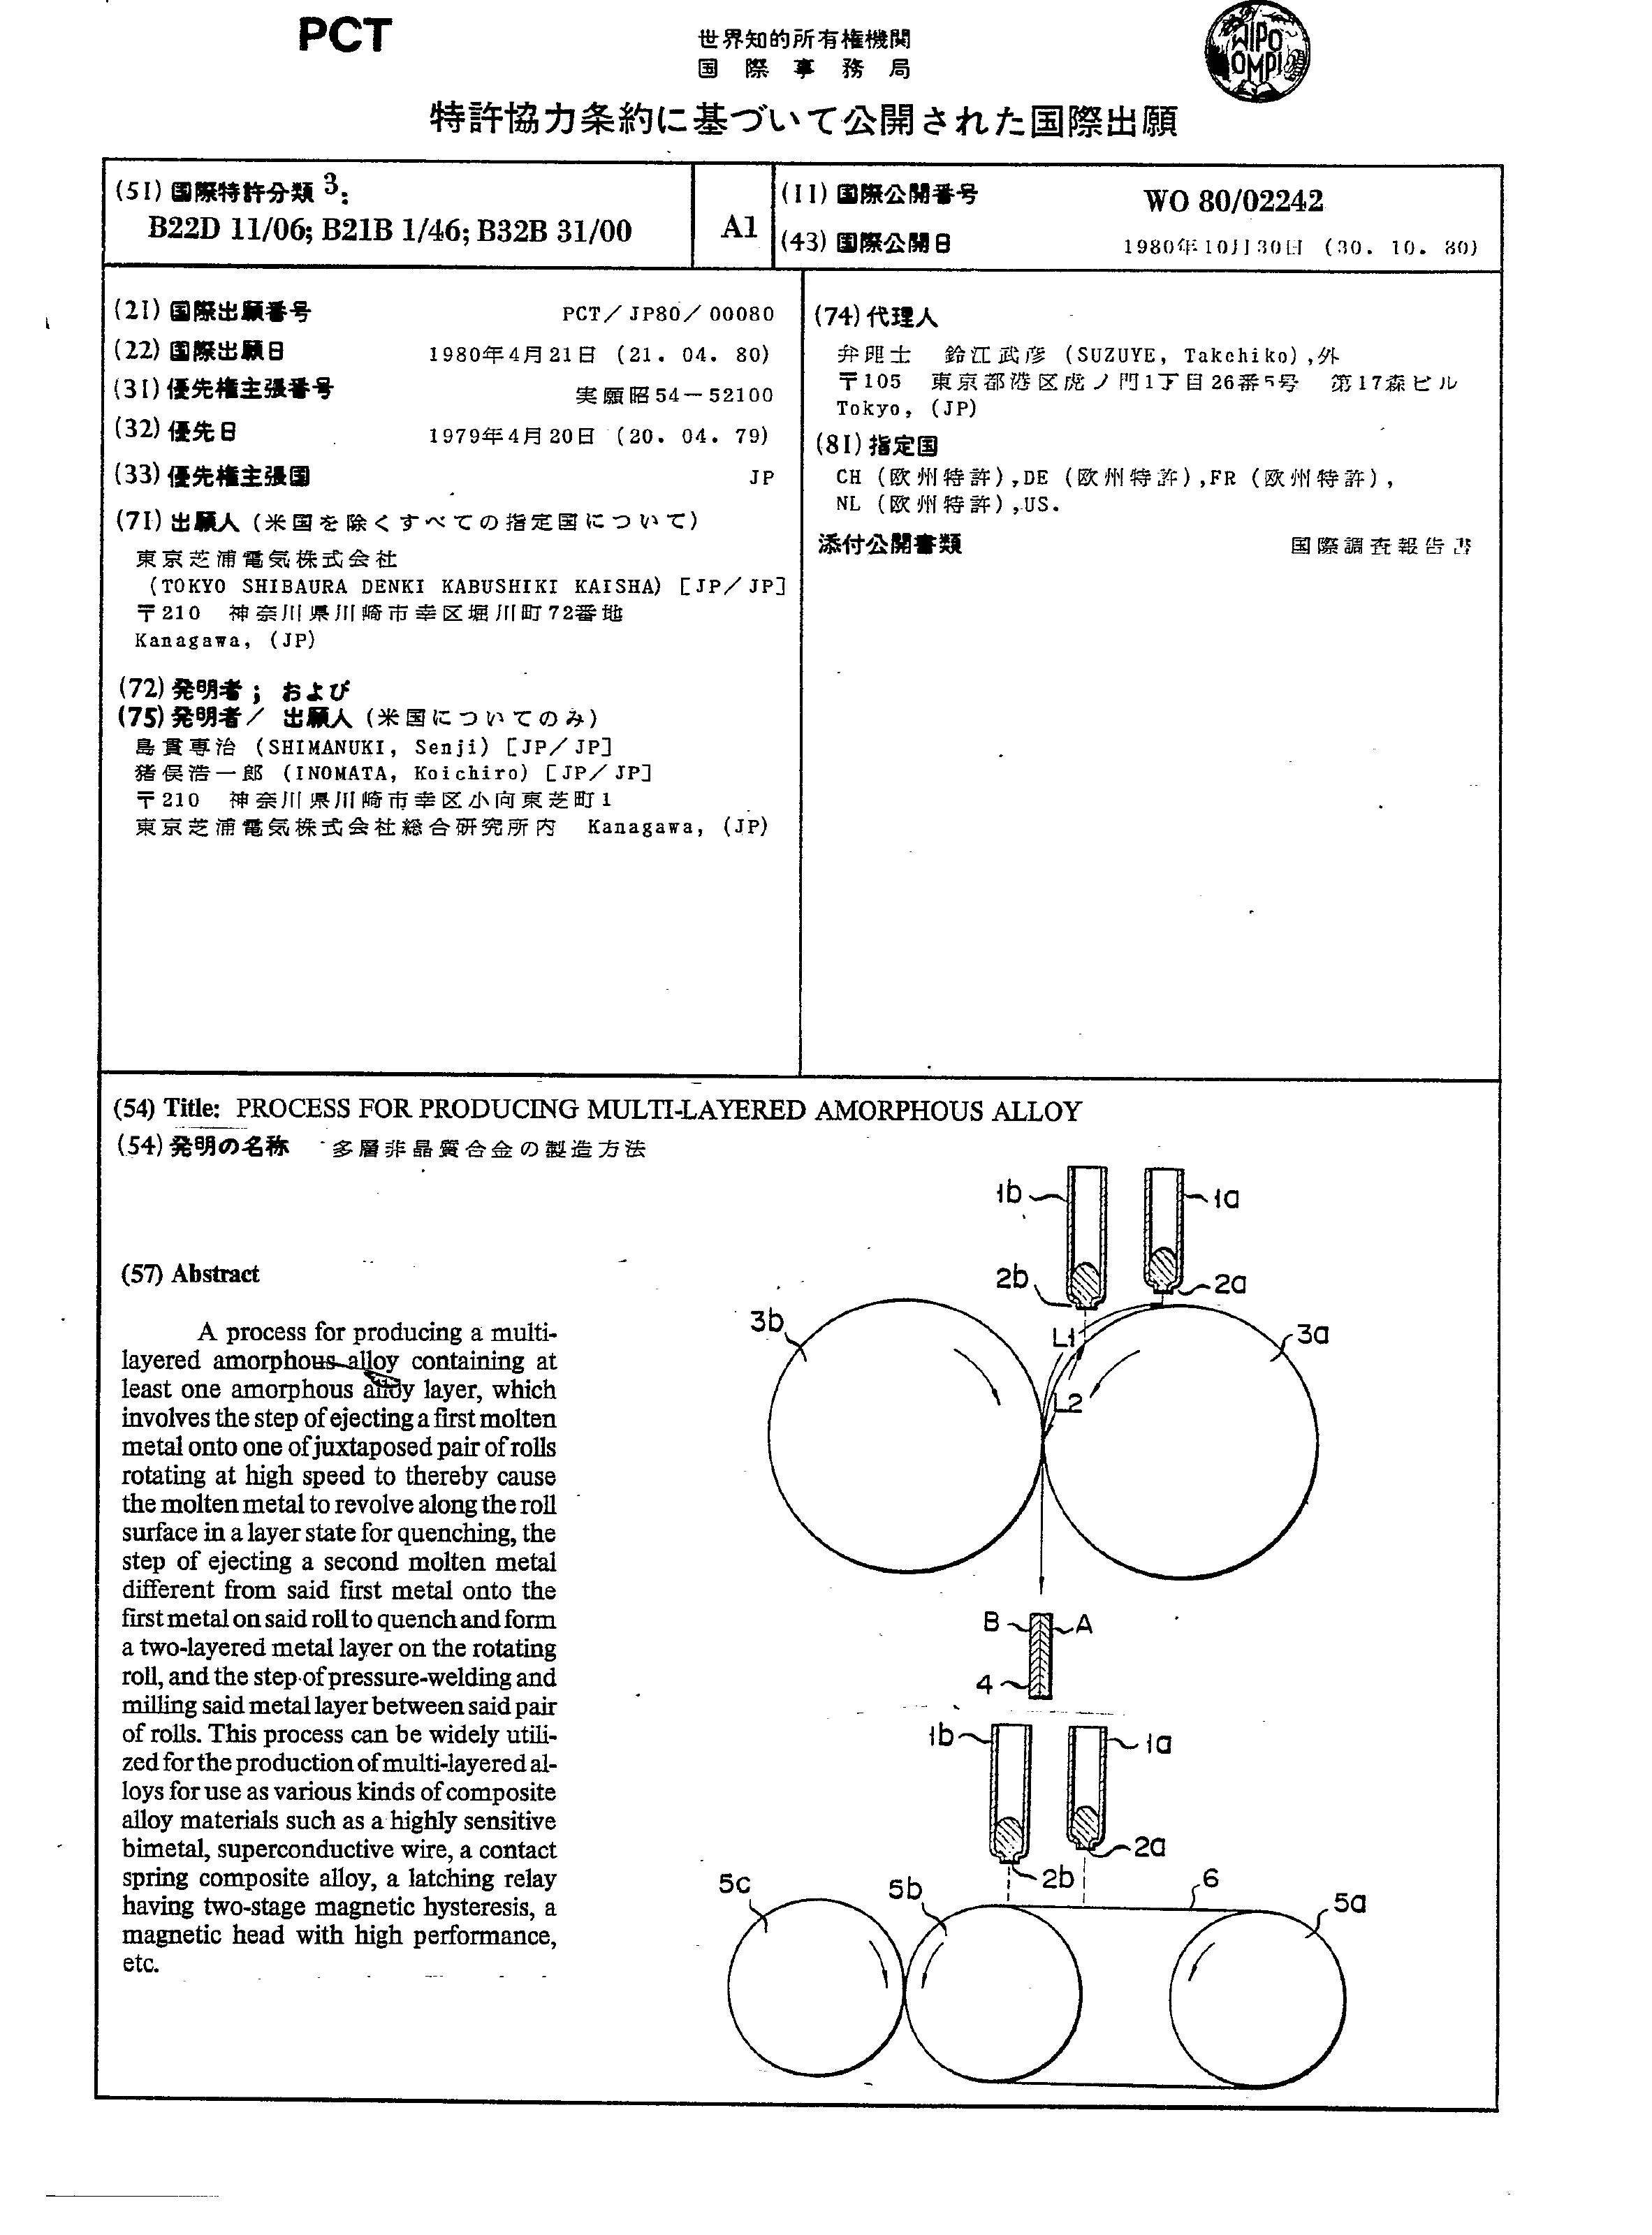 PCT
世界知的所有権機関
国際事務局
WIPO
OMPI
特許協力条約に基づいて公開された国際出願
(51) 国際特許分類 3:
B22D 11/06; B21B 1/46; B32B 31/00
A1
(11) 国際公開番号 WO 80/02242
(43) 国際公開日 1980年10月30日 (30. 10. 80)
(21) 国際出願番号 PCT/JP80/00080
(22) 国際出願日 1980年4月21日 (21. 04. 80)
(31) 優先権主張番号 実願昭54-52100
(32) 優先日 1979年4月20日 (20. 04. 79)
(33) 優先権主張国 JP
(71) 出願人 (米国を除くすべての指定国について)
東京芝浦電気株式会社
(TOKYO SHIBAURA DENKI KABUSHIKI KAISHA) [JP/JP]
〒210 神奈川県川崎市幸区堀川町72番地
Kanagawa, (JP)
(72) 発明者; および
(75) 発明者/ 出願人 (米国についてのみ)
島貫専治 (SHIMANUKI, Senji) [JP/JP]
猪俣浩一郎 (INOMATA, Koichiro) [JP/JP]
〒210 神奈川県川崎市幸区小向東芝町1
東京芝浦電気株式会社総合研究所内 Kanagawa, (JP)
(74) 代理人
弁理士 鈴江武彦 (SUZUYE, Takehiko),外
〒105 東京都港区虎ノ門1丁目26番5号 第17森ビル
Tokyo, (JP)
(81) 指定国
CH (欧州特許),DE (欧州特許),FR (欧州特許),
NL (欧州特許),US.
添付公開書類 国際調査報告書
(54) Title: PROCESS FOR PRODUCING MULTI-LAYERED AMORPHOUS ALLOY
(54) 発明の名称 多層非晶質合金の製造方法
(57) Abstract
A process for producing a multi-
layered amorphous alloy containing at
least one amorphous alloy layer, which
involves the step of ejecting a first molten
metal onto one of juxtaposed pair of rolls
rotating at high speed to thereby cause
the molten metal to revolve along the roll
surface in a layer state for quenching, the
step of ejecting a second molten metal
different from said first metal onto the
first metal on said roll to quench and form
a two-layered metal layer on the rotating
roll, and the step of pressure-welding and
milling said metal layer between said pair
of rolls. This process can be widely utili-
zed for the production of multi-layered al-
loys for use as various kinds of composite
alloy materials such as a highly sensitive
bimetal, superconductive wire, a contact
spring composite alloy, a latching relay
having two-stage magnetic hysteresis, a
magnetic head with high performance,
etc.
1b 1a
2b 2a
3b L1 3a
L2
B A
4
1b 1a
2a
5c 5b 2b 6 5a